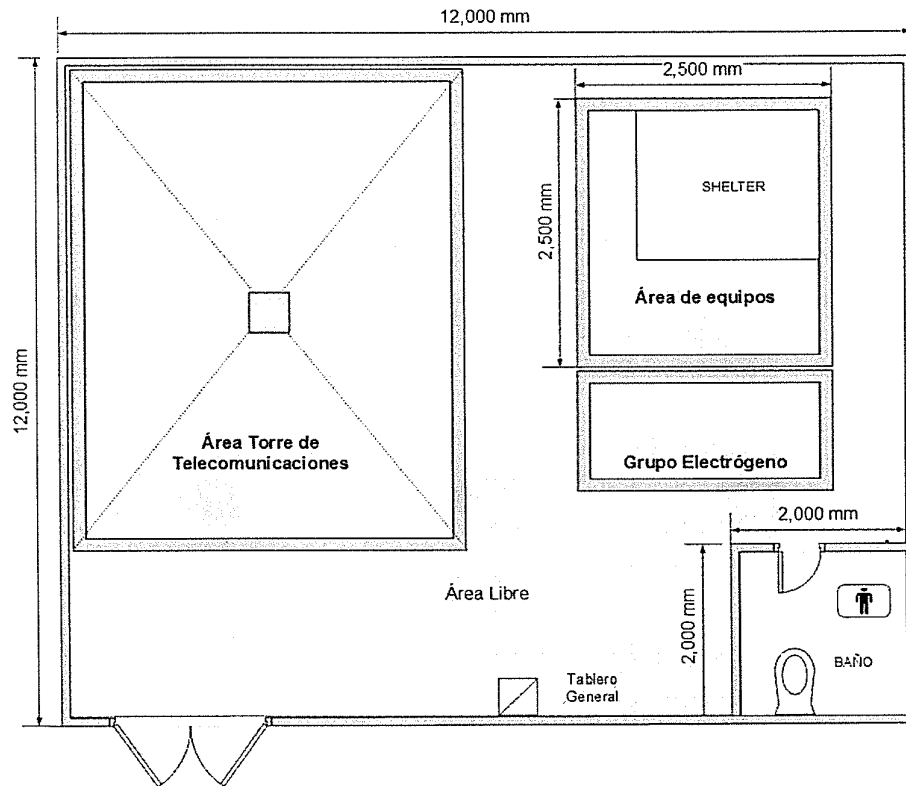 12,000 mm
2,500 mm
SHELTER
2,500 mm
Área de equipos
12,000 mm
Área Torre de
Telecomunicaciones
Grupo Electrógeno
2,000 mm
Área Libre
2,000 mm
BAÑO
Tablero
General